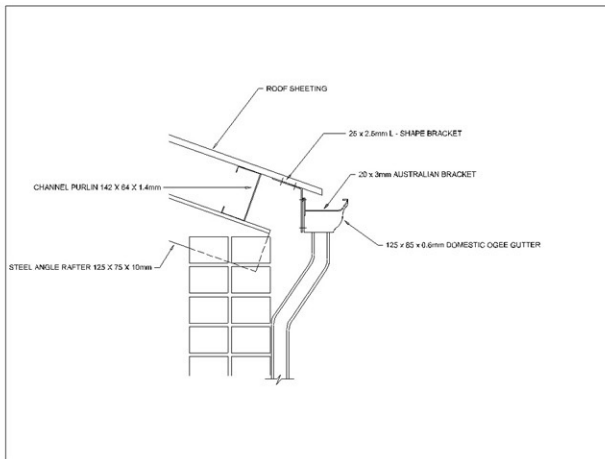 ROOF SHEETING
25 x 2.5mm L - SHAPE BRACKET
20 x 3mm AUSTRALIAN BRACKET
CHANNEL PURLIN 142 X 64 X 1.4mm
125 x 85 x 0.6mm DOMESTIC OGEE GUTTER
STEEL ANGLE RAFTER 125 X 75 X 10mm